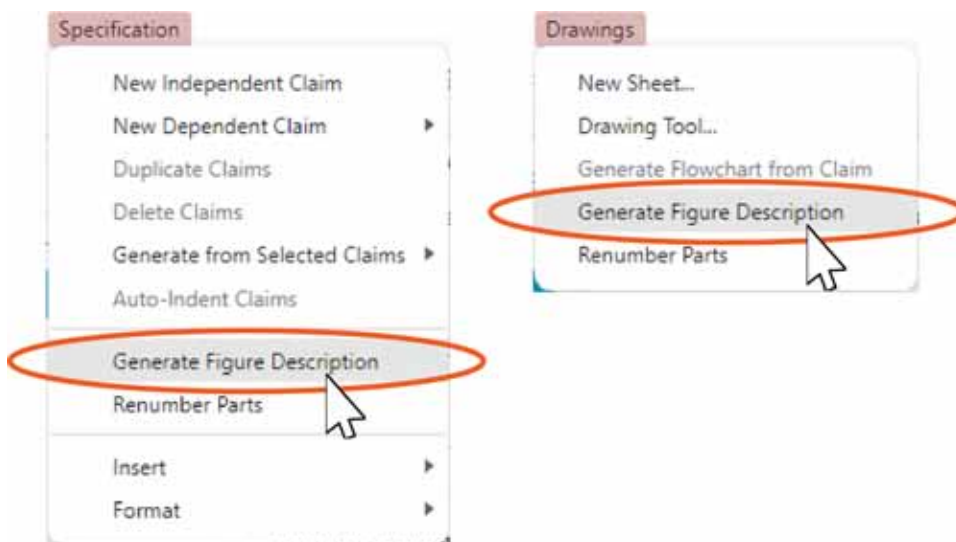 Specification
New Independent Claim
New Dependent Claim
Duplicate Claims
Delete Claims
Generate from Selected Claims
Auto-Indent Claims
Generate Figure Description
Renumber Parts
Insert
Format
Drawings
New Sheet...
Drawing Tool...
Generate Flowchart from Claim
Generate Figure Description
Renumber Parts